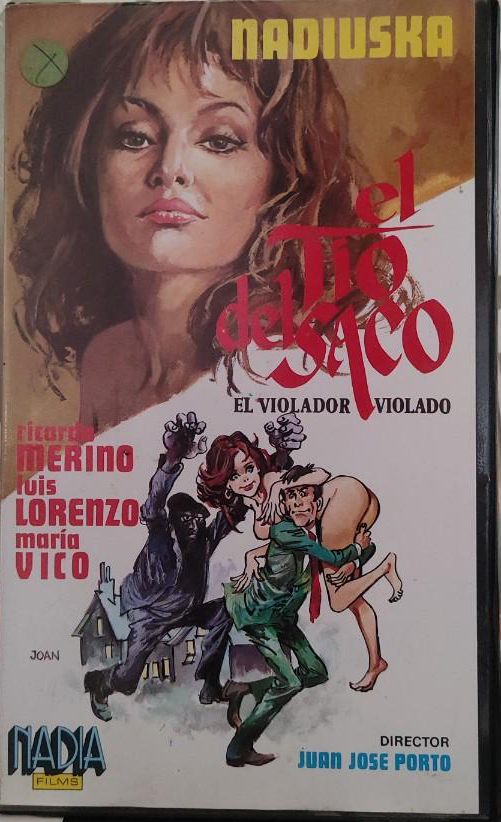 NADIUSKA
el
TIO
del SACO
EL VIOLADOR VIOLADO
ricardo
MERINO
luis
LORENZO
maría
VICO
JOAN
NADIA
FILMS
DIRECTOR
JUAN JOSE PORTO